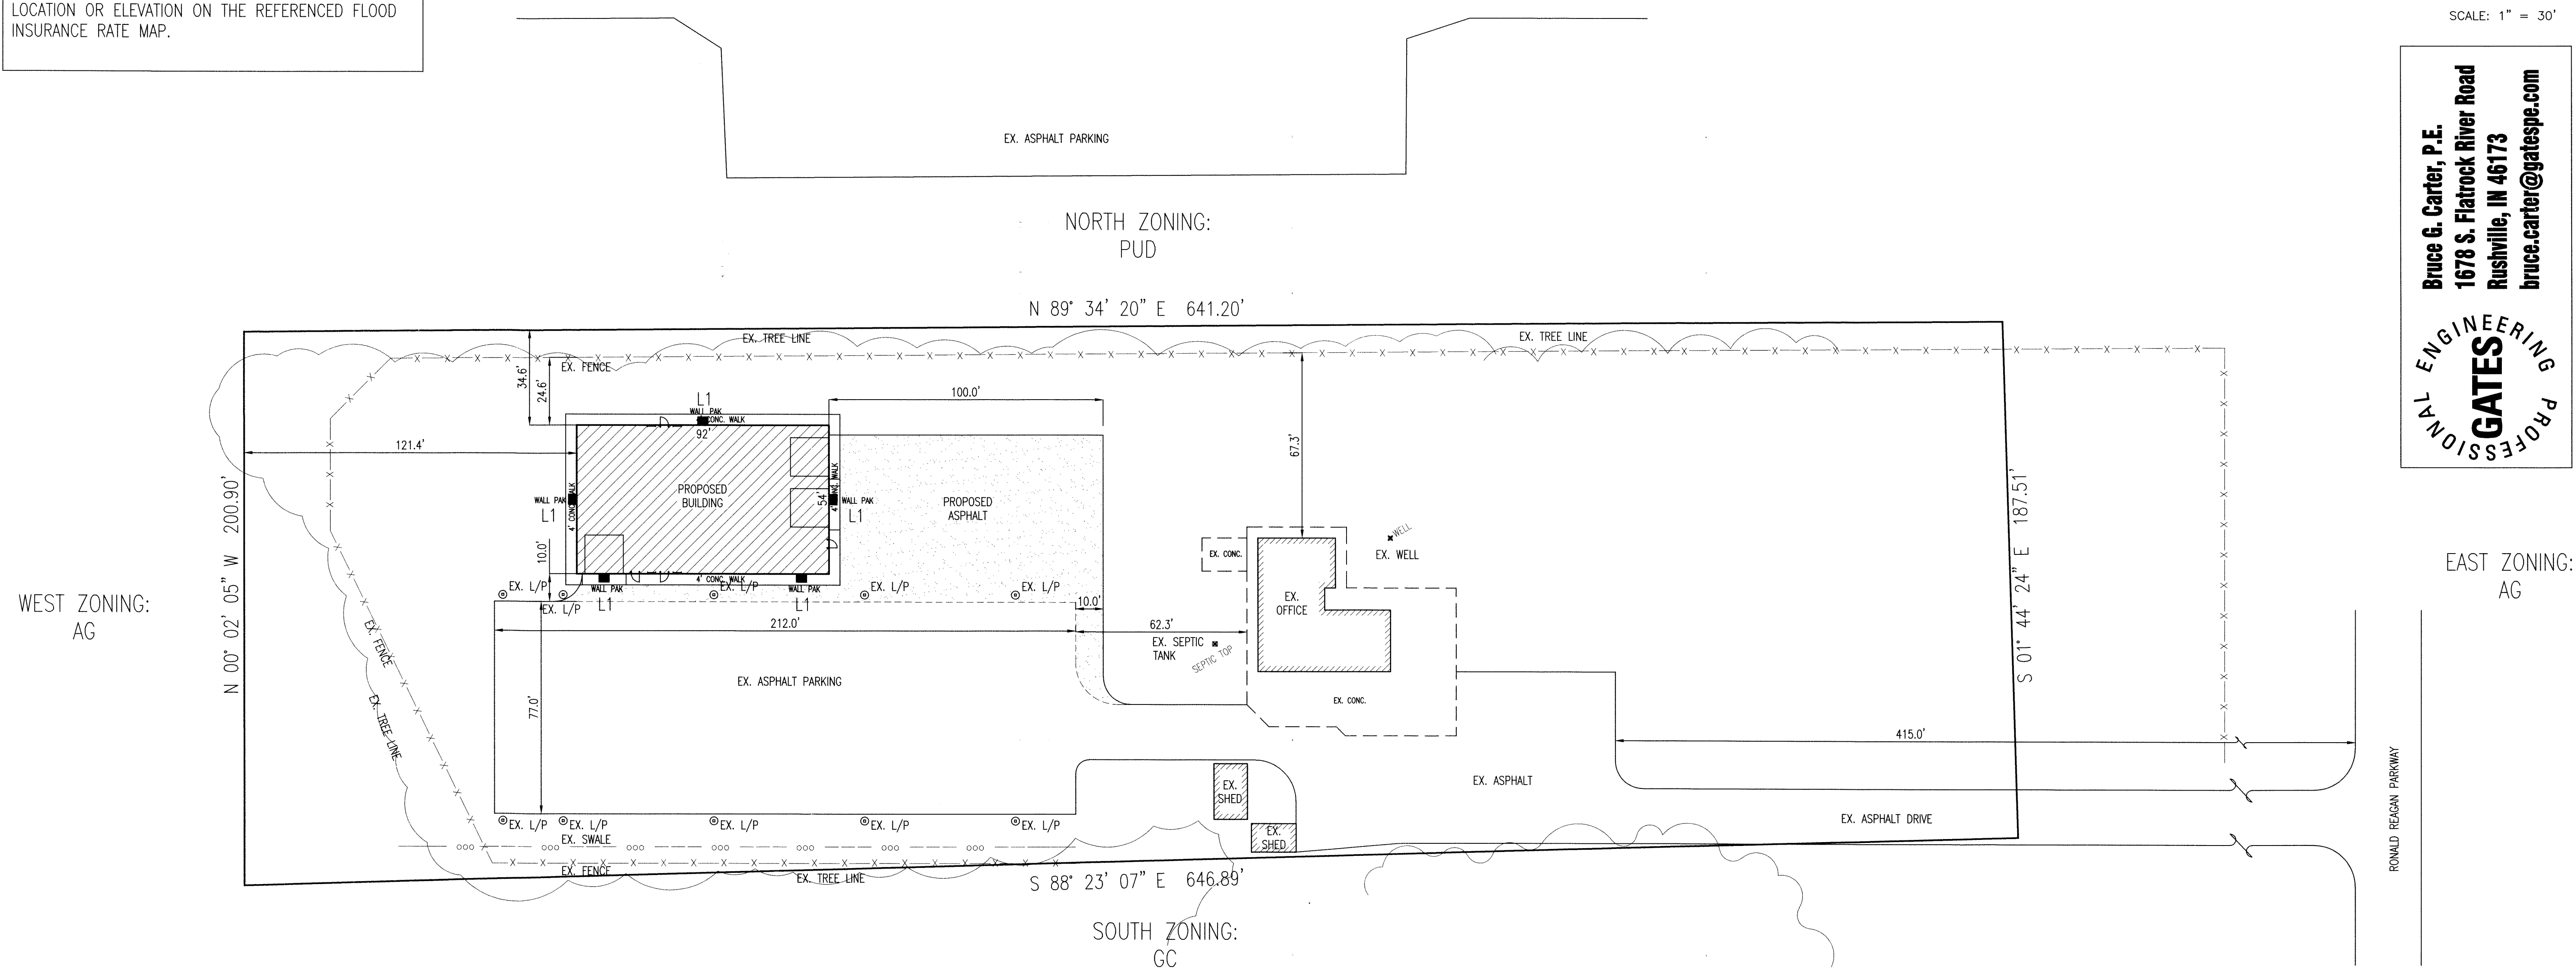 LOCATION OR ELEVATION ON THE REFERENCED FLOOD
INSURANCE RATE MAP.
SCALE: 1" = 30'
Bruce G. Carter, P.E.
1678 S. Flatrock River Road
Rushville, IN 46173
bruce.carter@gatespe.com
PROFESSIONAL ENGINEERING
GATES
EX. ASPHALT PARKING
NORTH ZONING:
PUD
N 89° 34' 20" E 641.20'
EX. TREE LINE
EX. TREE LINE
EX. FENCE
34.6'
24.6'
L1
WALL PAK
CONC. WALK
92'
100.0'
121.4'
67.3'
N 00° 02' 05" W 200.90'
S 01° 44' 24" E 187.51'
PROPOSED
BUILDING
54'
WALL PAK
L1
4' CONC. WALK
WALL PAK
L1
4' CONC. WALK
PROPOSED
ASPHALT
WELL
EX. WELL
EX. CONC.
10.0'
4' CONC. WALK
WALL PAK
L1
WALL PAK
L1
EX. L/P
EX. L/P
EX. L/P
EX. L/P
EX. L/P
EX.
OFFICE
WEST ZONING:
AG
EAST ZONING:
AG
10.0'
212.0'
62.3'
EX. SEPTIC
TANK
SEPTIC TOP
EX. FENCE
EX. TREE LINE
77.0'
EX. ASPHALT PARKING
EX. CONC.
415.0'
EX. ASPHALT
RONALD REAGAN PARKWAY
EX.
SHED
EX.
SHED
EX. ASPHALT DRIVE
EX. L/P
EX. L/P
EX. L/P
EX. L/P
EX. L/P
EX. SWALE
EX. FENCE
EX. TREE LINE
S 88° 23' 07" E 646.89'
SOUTH ZONING:
GC